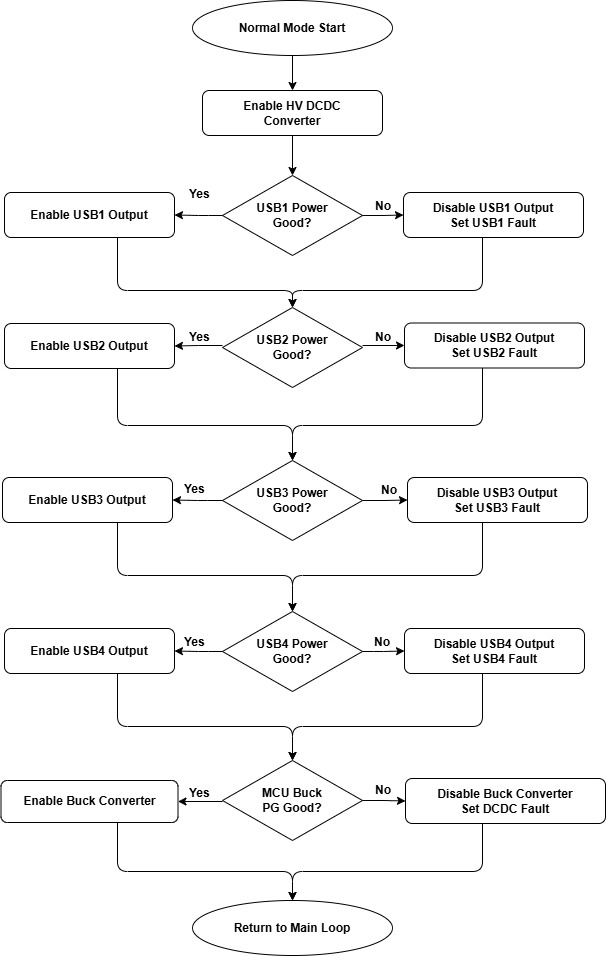 Normal Mode Start
Enable HV DCDC
Converter
Yes
USB1 Power
Good?
No
Enable USB1 Output
Disable USB1 Output
Set USB1 Fault
Yes
USB2 Power
Good?
No
Enable USB2 Output
Disable USB2 Output
Set USB2 Fault
Yes
USB3 Power
Good?
No
Enable USB3 Output
Disable USB3 Output
Set USB3 Fault
Yes
USB4 Power
Good?
No
Enable USB4 Output
Disable USB4 Output
Set USB4 Fault
Yes
MCU Buck
PG Good?
No
Enable Buck Converter
Disable Buck Converter
Set DCDC Fault
Return to Main Loop